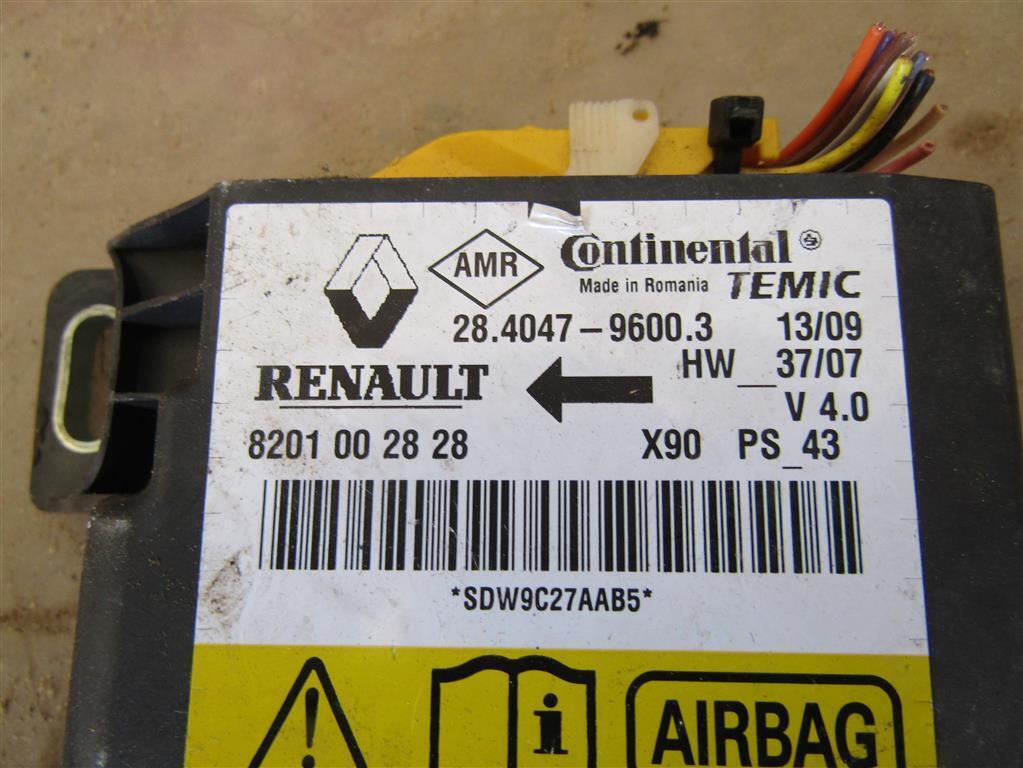 AMR
Continental
Made in Romania TEMIC
28.4047-9600.3 13/09
RENAULT
HW_37/07
V 4.0
8201 00 28 28 X90 PS_43
*SDW9C27AAB5*
! i AIRBAG